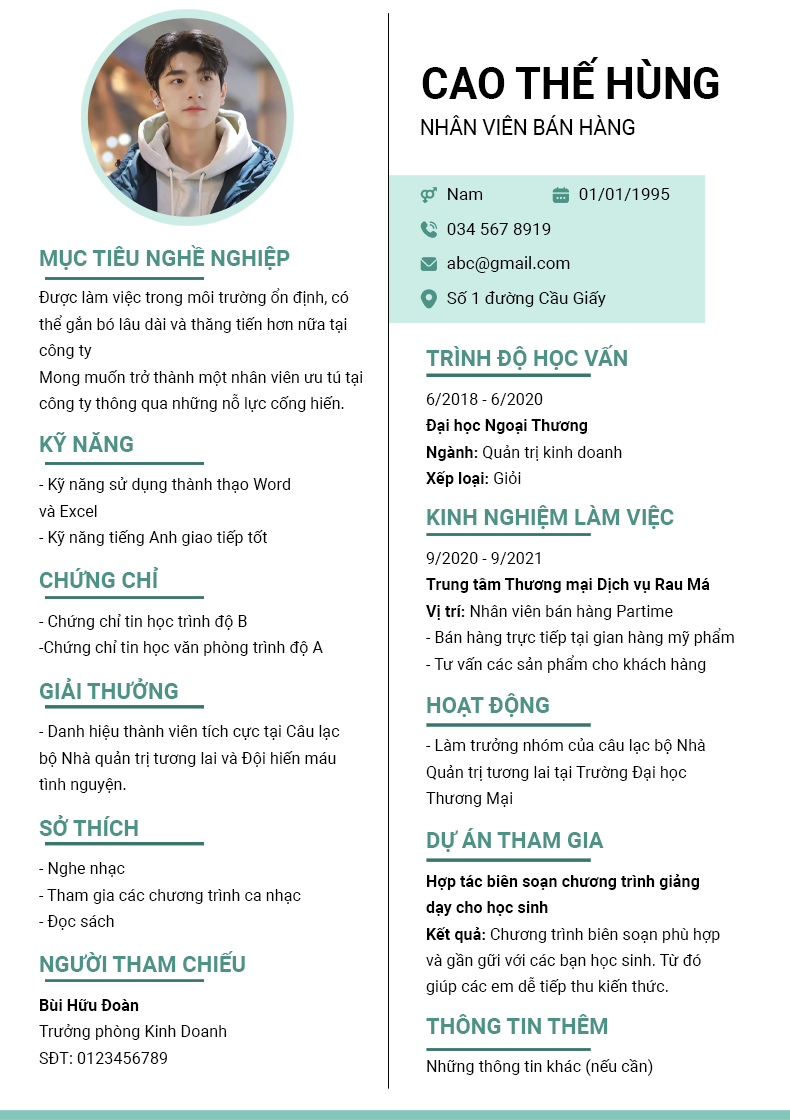 CAO THẾ HÙNG
NHÂN VIÊN BÁN HÀNG
Nam
01/01/1995
034 567 8919
abc@gmail.com
Số 1 đường Cầu Giấy
MỤC TIÊU NGHỀ NGHIỆP
Được làm việc trong môi trường ổn định, có
thể gắn bó lâu dài và thăng tiến hơn nữa tại
công ty
Mong muốn trở thành một nhân viên ưu tú tại
công ty thông qua những nỗ lực cống hiến.
KỸ NĂNG
- Kỹ năng sử dụng thành thạo Word
và Excel
- Kỹ năng tiếng Anh giao tiếp tốt
CHỨNG CHỈ
- Chứng chỉ tin học trình độ B
-Chứng chỉ tin học văn phòng trình độ A
GIẢI THƯỞNG
- Danh hiệu thành viên tích cực tại Câu lạc
bộ Nhà quản trị tương lai và Đội hiến máu
tình nguyện.
SỞ THÍCH
- Nghe nhạc
- Tham gia các chương trình ca nhạc
- Đọc sách
NGƯỜI THAM CHIẾU
Bùi Hữu Đoàn
Trưởng phòng Kinh Doanh
SĐT: 0123456789
TRÌNH ĐỘ HỌC VẤN
6/2018 - 6/2020
Đại học Ngoại Thương
Ngành: Quản trị kinh doanh
Xếp loại: Giỏi
KINH NGHIỆM LÀM VIỆC
9/2020 - 9/2021
Trung tâm Thương mại Dịch vụ Rau Má
Vị trí: Nhân viên bán hàng Partime
- Bán hàng trực tiếp tại gian hàng mỹ phẩm
- Tư vấn các sản phẩm cho khách hàng
HOẠT ĐỘNG
- Làm trưởng nhóm của câu lạc bộ Nhà
Quản trị tương lai tại Trường Đại học
Thương Mại
DỰ ÁN THAM GIA
Hợp tác biên soạn chương trình giảng
dạy cho học sinh
Kết quả: Chương trình biên soạn phù hợp
và gần gũi với các bạn học sinh. Từ đó
giúp các em dễ tiếp thu kiến thức.
THÔNG TIN THÊM
Những thông tin khác (nếu cần)